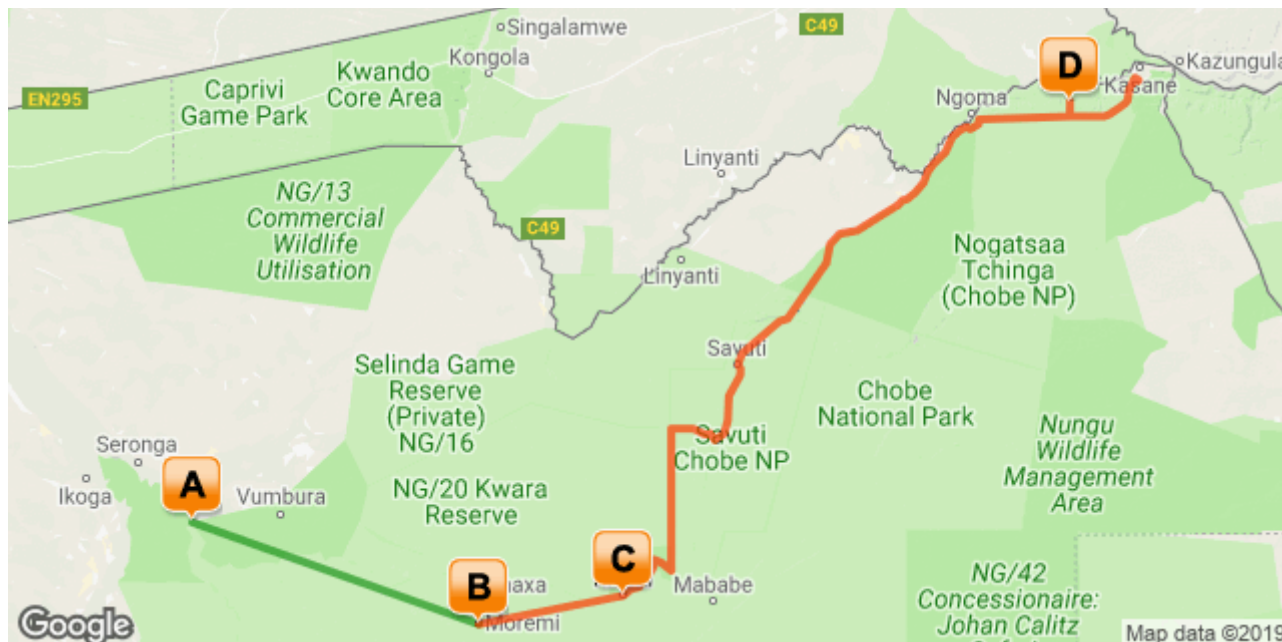 Singalamwe
C49
Kongola
Kazungula
Kwando
Core Area
D
Caprivi
Game Park
EN295
Kasane
Ngoma
Linyanti
NG/13
Commercial
Wildlife
Utilisation
C49
Linyanti
Nogatsaa
Tchinga
(Chobe NP)
Savuti
Selinda Game
Reserve
(Private)
NG/16
Chobe
National Park
Savuti
Chobe NP
Nungu
Wildlife
Management
Area
Seronga
A
Ikoga
Vumbura
NG/20 Kwara
Reserve
B
C
axa
Moremi
Mababe
NG/42
Concessionaire:
Johan Calitz
Google
Map data ©2019